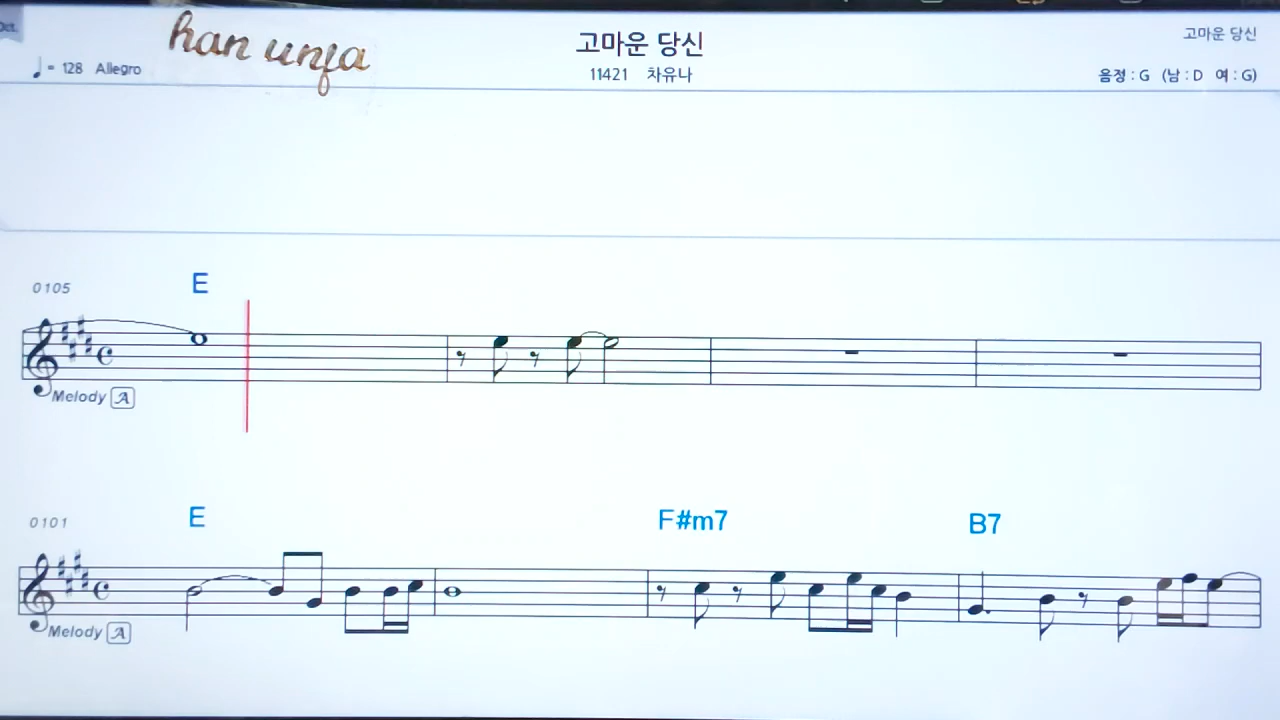 Oct.
han unja
고마운 당신
고마운 당신
♩= 128 Allegro
11421 차유나
음정 : G (남 : D 여 : G)
0105
E
Melody A
0101
E
F#m7
B7
Melody A